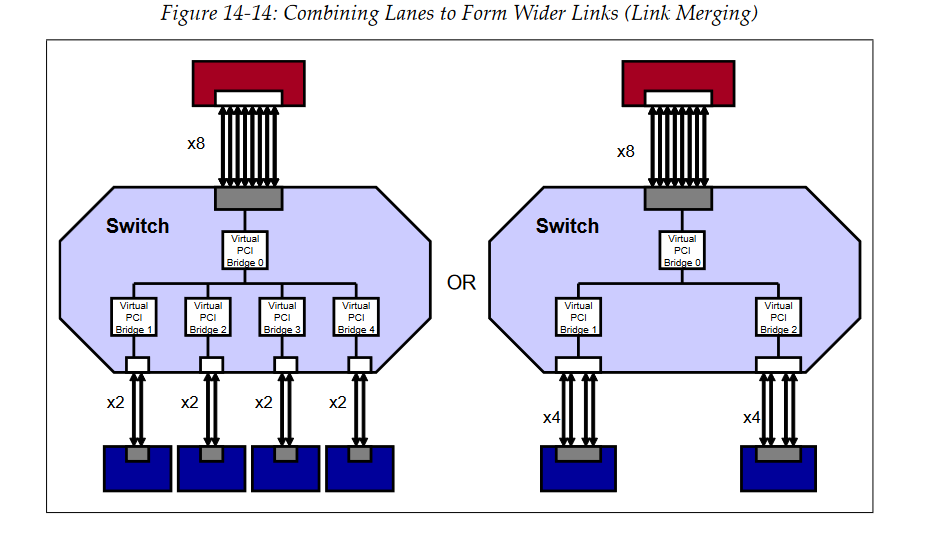 Figure 14-14: Combining Lanes to Form Wider Links (Link Merging)
x8
Switch
Virtual
PCI
Bridge 0
Virtual
PCI
Bridge 1
Virtual
PCI
Bridge 2
Virtual
PCI
Bridge 3
Virtual
PCI
Bridge 4
x2
x2
x2
x2
OR
x8
Switch
Virtual
PCI
Bridge 0
Virtual
PCI
Bridge 1
Virtual
PCI
Bridge 2
x4
x4